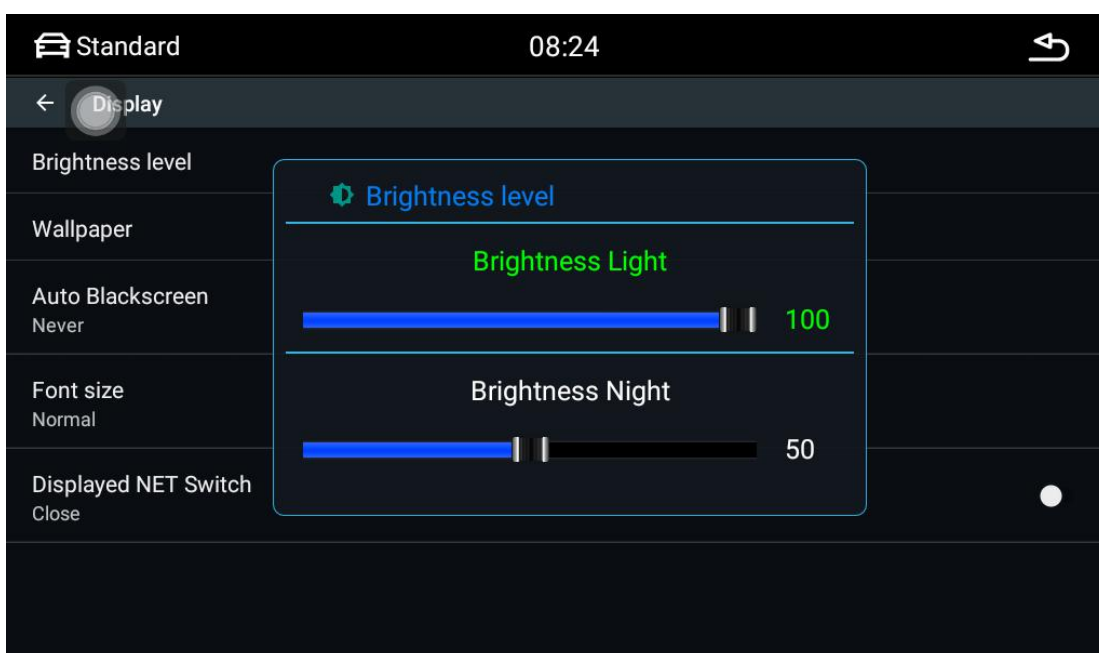 Standard
08:24
Display
Brightness level
Wallpaper
Auto Blackscreen
Never
Font size
Normal
Displayed NET Switch
Close
Brightness level
Brightness Light
100
Brightness Night
50